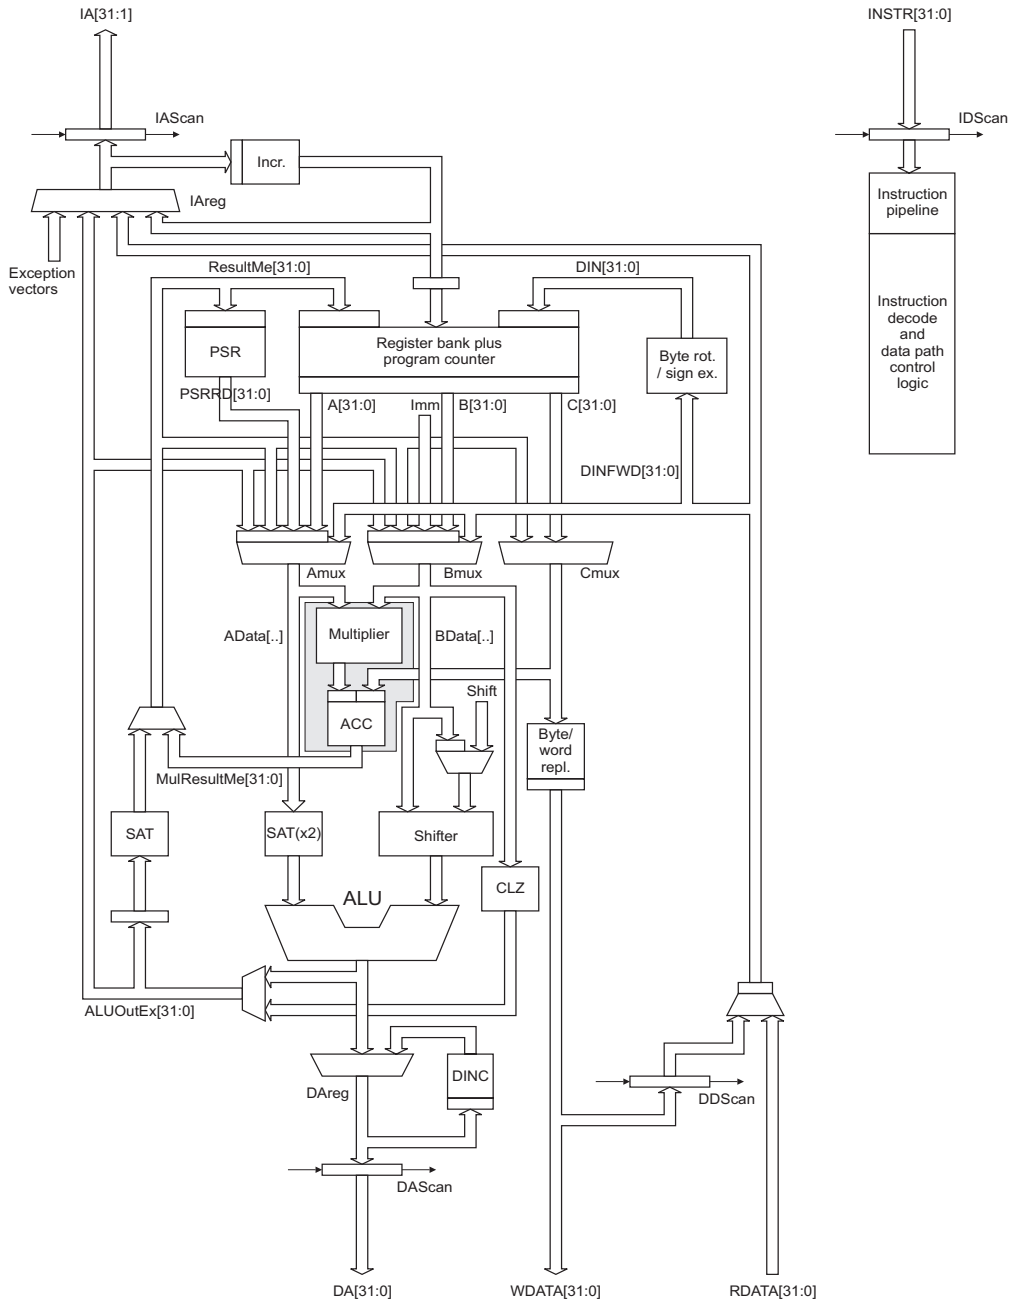 IA[31:1]
INSTR[31:0]
IAScan
IDScan
Incr.
IAreg
Instruction
pipeline
Exception
vectors
ResultMe[31:0]
DIN[31:0]
Instruction
decode
and
data path
control
logic
PSR
Register bank plus
program counter
Byte rot.
/ sign ex.
PSRRD[31:0]
A[31:0]
Imm
B[31:0]
C[31:0]
DINFWD[31:0]
Amux
Bmux
Cmux
AData[..]
Multiplier
BData[..]
Shift
ACC
Byte/
word
repl.
MulResultMe[31:0]
SAT
SAT(x2)
Shifter
CLZ
ALU
ALUOutEx[31:0]
DINC
DAreg
DDScan
DAScan
DA[31:0]
WDATA[31:0]
RDATA[31:0]